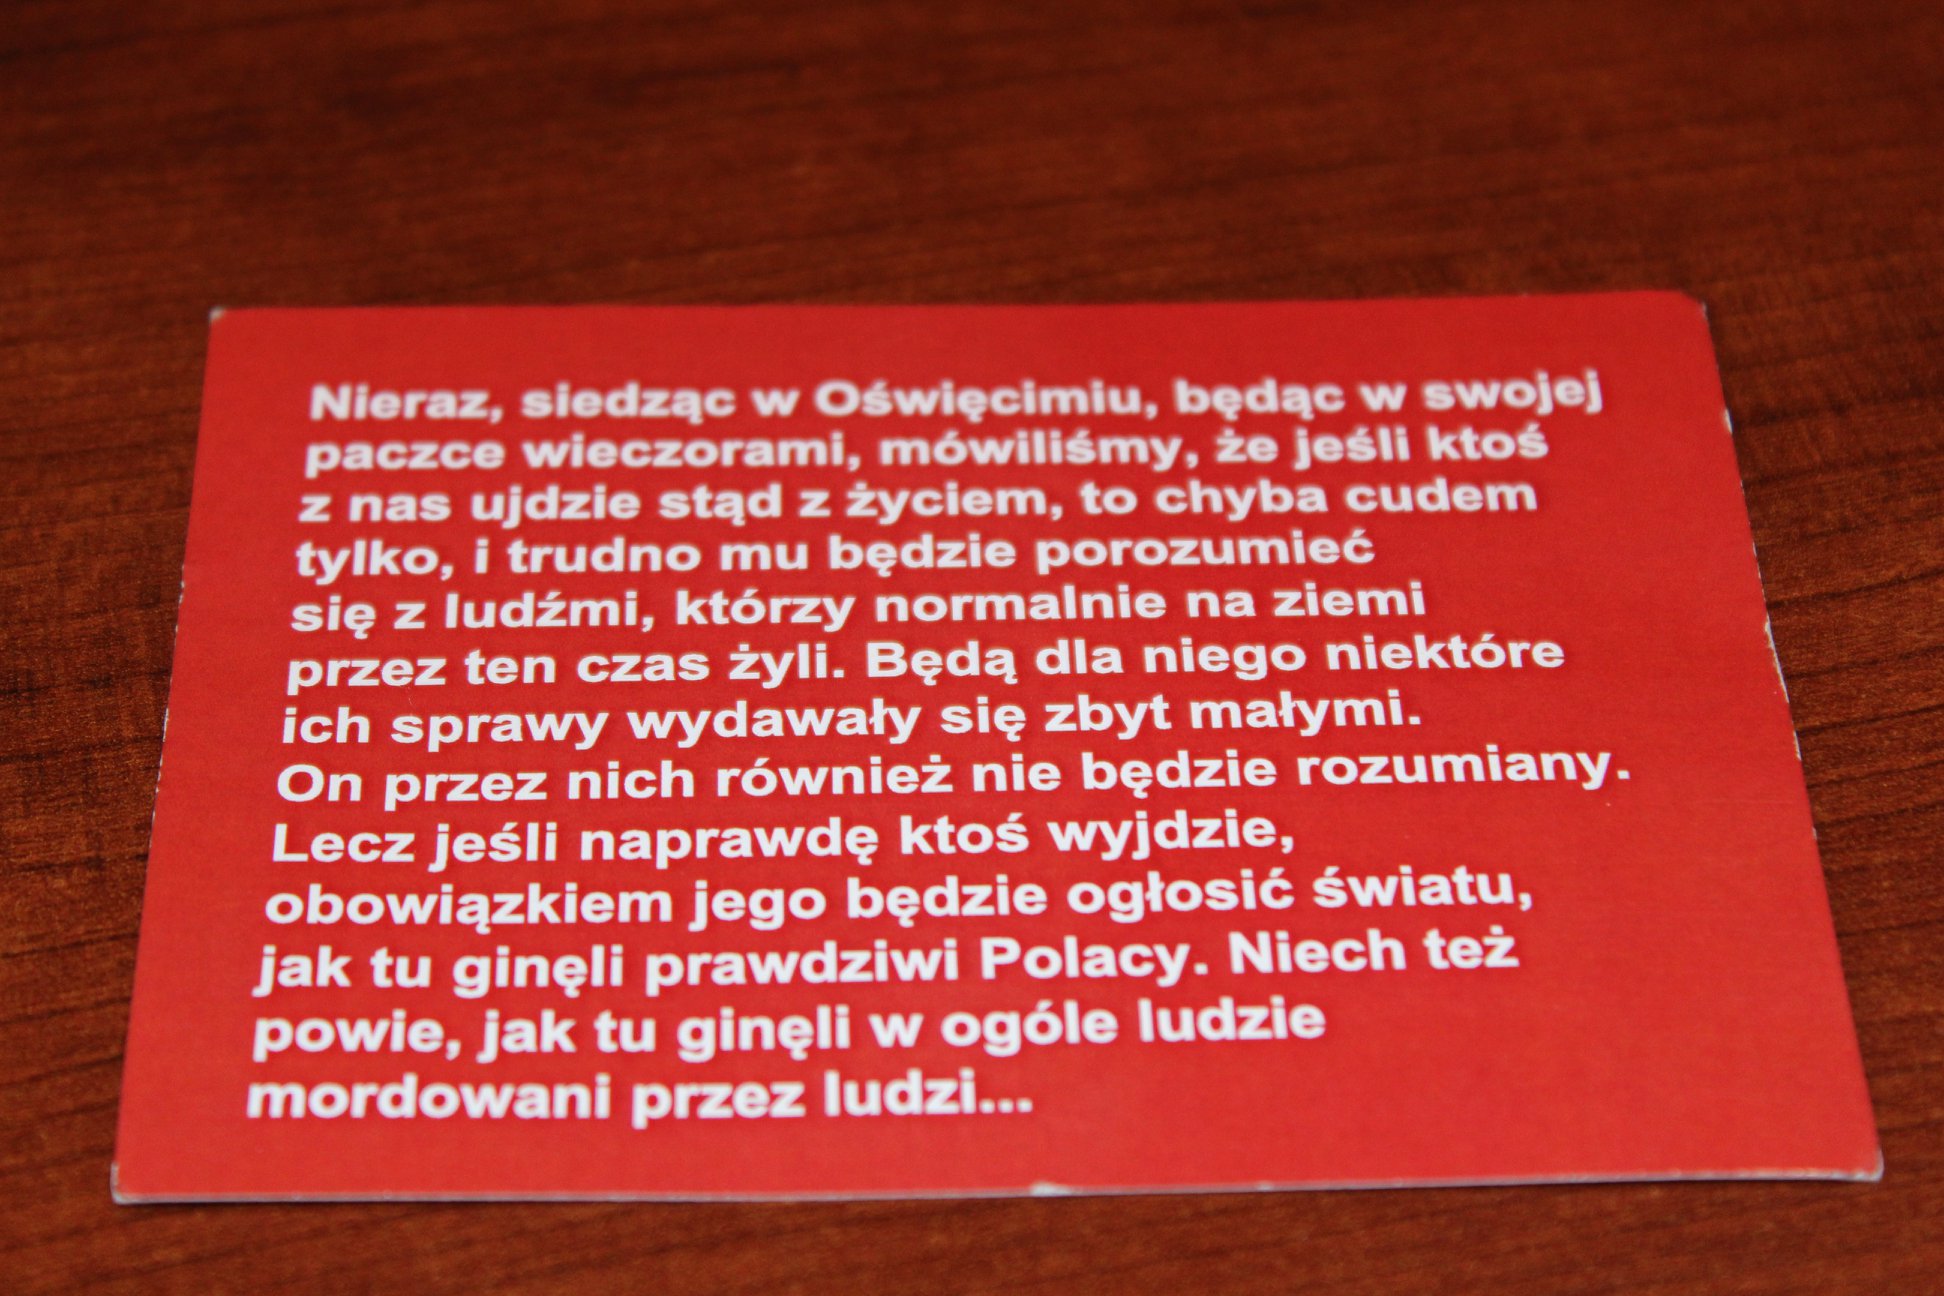 Nieraz, siedząc w Oświęcimiu, będąc w swojej
paczce wieczorami, mówiliśmy, że jeśli ktoś
z nas ujdzie stąd z życiem, to chyba cudem
tylko, i trudno mu będzie porozumieć
się z ludźmi, którzy normalnie na ziemi
przez ten czas żyli. Będą dla niego niektóre
ich sprawy wydawały się zbyt małymi.
On przez nich również nie będzie rozumiany.
Lecz jeśli naprawdę ktoś wyjdzie,
obowiązkiem jego będzie ogłosić światu,
jak tu ginęli prawdziwi Polacy. Niech też
powie, jak tu ginęli w ogóle ludzie
mordowani przez ludzi...